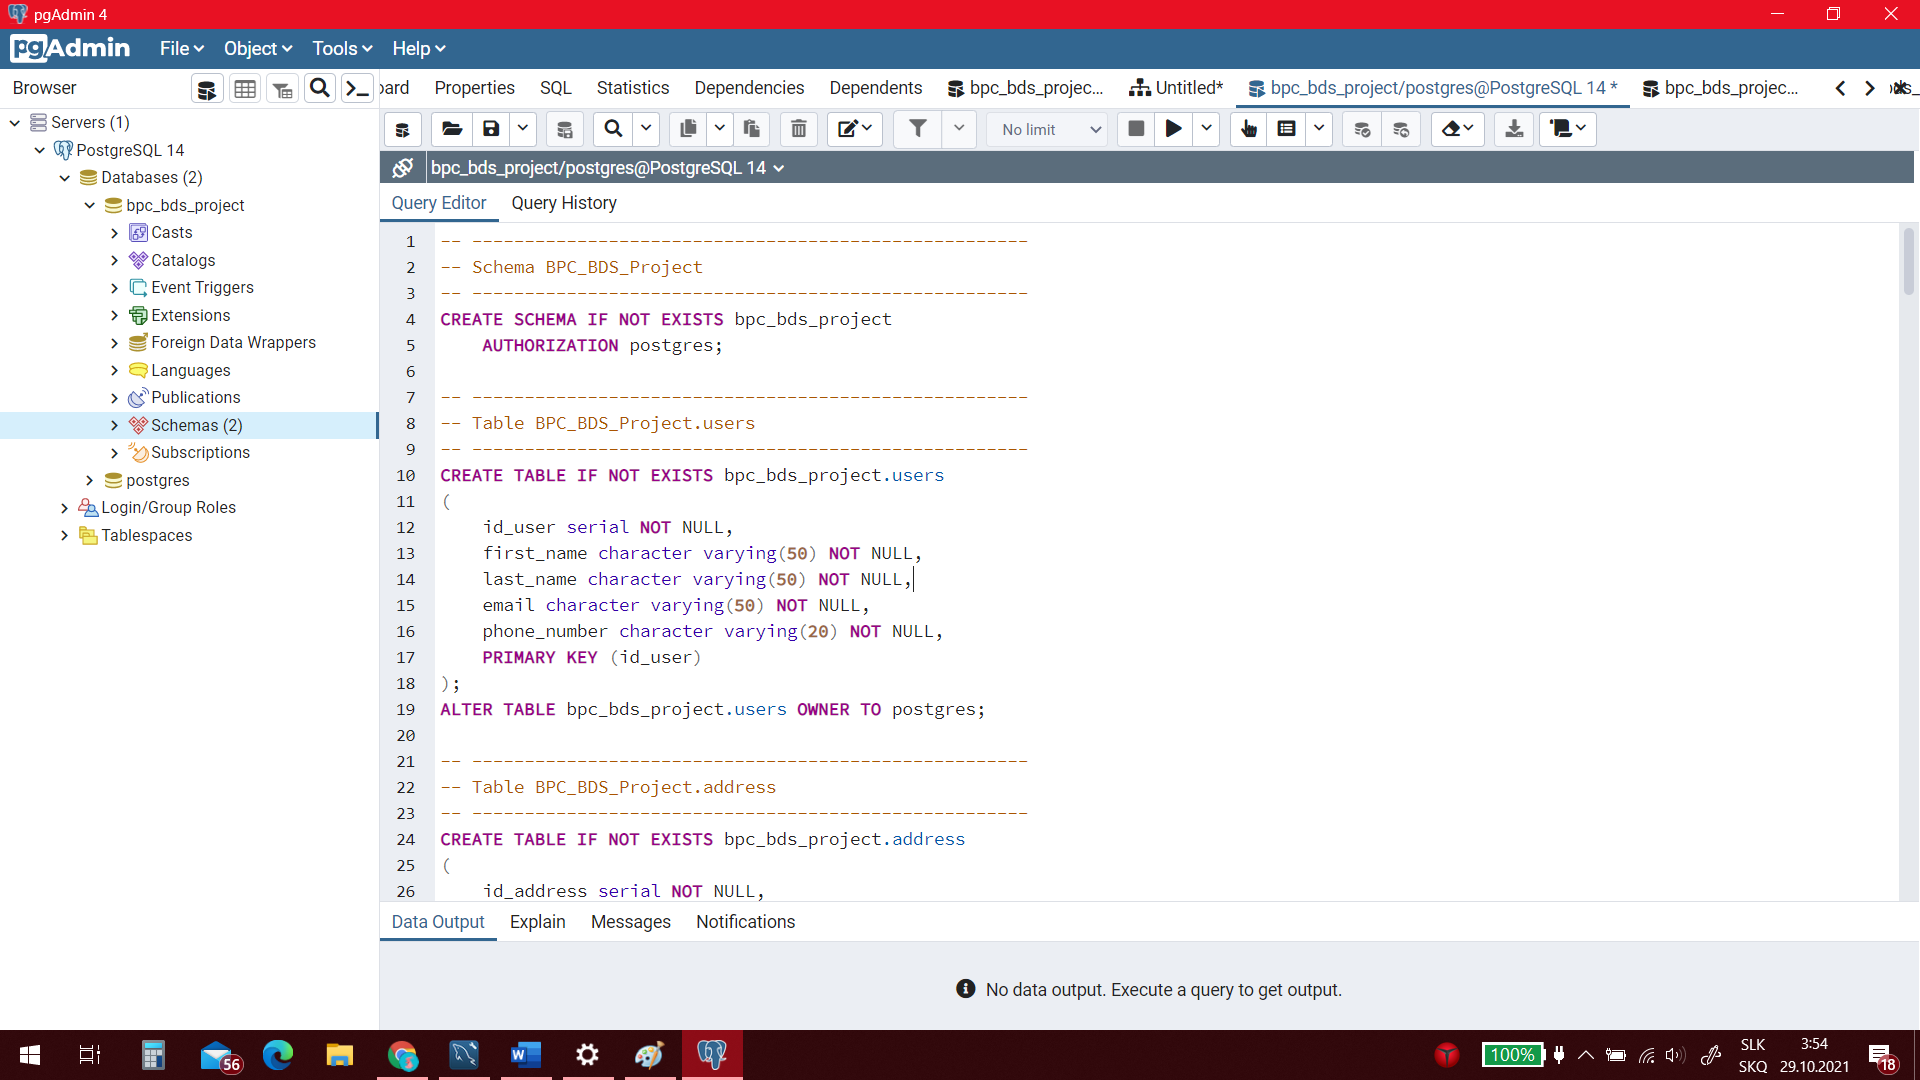 pgAdmin 4
pgAdmin File Object Tools Help
Browser
oard Properties SQL Statistics Dependencies Dependents bpc_bds_projec... Untitled* bpc_bds_project/postgres@PostgreSQL 14 * bpc_bds_projec...
No limit
bpc_bds_project/postgres@PostgreSQL 14
Query Editor Query History
Servers (1)
PostgreSQL 14
Databases (2)
bpc_bds_project
Casts
Catalogs
Event Triggers
Extensions
Foreign Data Wrappers
Languages
Publications
Schemas (2)
Subscriptions
postgres
Login/Group Roles
Tablespaces
1 -- -----------------------------------------------------
2 -- Schema BPC_BDS_Project
3 -- -----------------------------------------------------
4 CREATE SCHEMA IF NOT EXISTS bpc_bds_project
5 AUTHORIZATION postgres;
6
7 -- -----------------------------------------------------
8 -- Table BPC_BDS_Project.users
9 -- -----------------------------------------------------
10 CREATE TABLE IF NOT EXISTS bpc_bds_project.users
11 (
12 id_user serial NOT NULL,
13 first_name character varying(50) NOT NULL,
14 last_name character varying(50) NOT NULL,
15 email character varying(50) NOT NULL,
16 phone_number character varying(20) NOT NULL,
17 PRIMARY KEY (id_user)
18 );
19 ALTER TABLE bpc_bds_project.users OWNER TO postgres;
20
21 -- -----------------------------------------------------
22 -- Table BPC_BDS_Project.address
23 -- -----------------------------------------------------
24 CREATE TABLE IF NOT EXISTS bpc_bds_project.address
25 (
26 id_address serial NOT NULL,
Data Output Explain Messages Notifications
No data output. Execute a query to get output.
56
100%
SLK
SKQ
3:54
29.10.2021
18